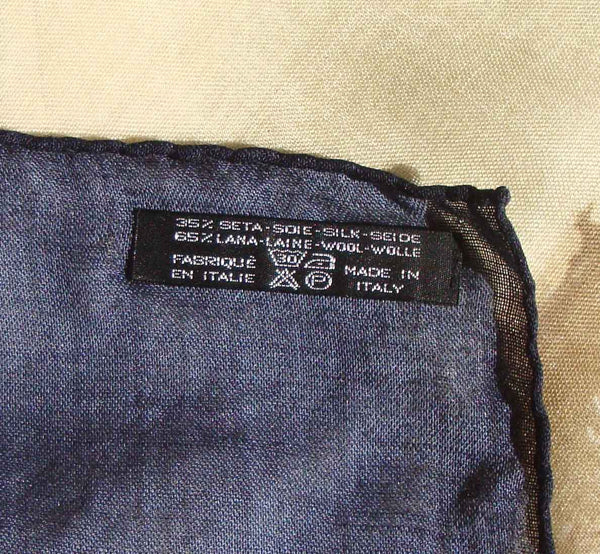 35% SETA-SOIE-SILK-SEIDE
65% LANA-LAINE-WOOL-WOLLE
FABRIQUÉ 30 MADE IN
EN ITALIE P ITALY